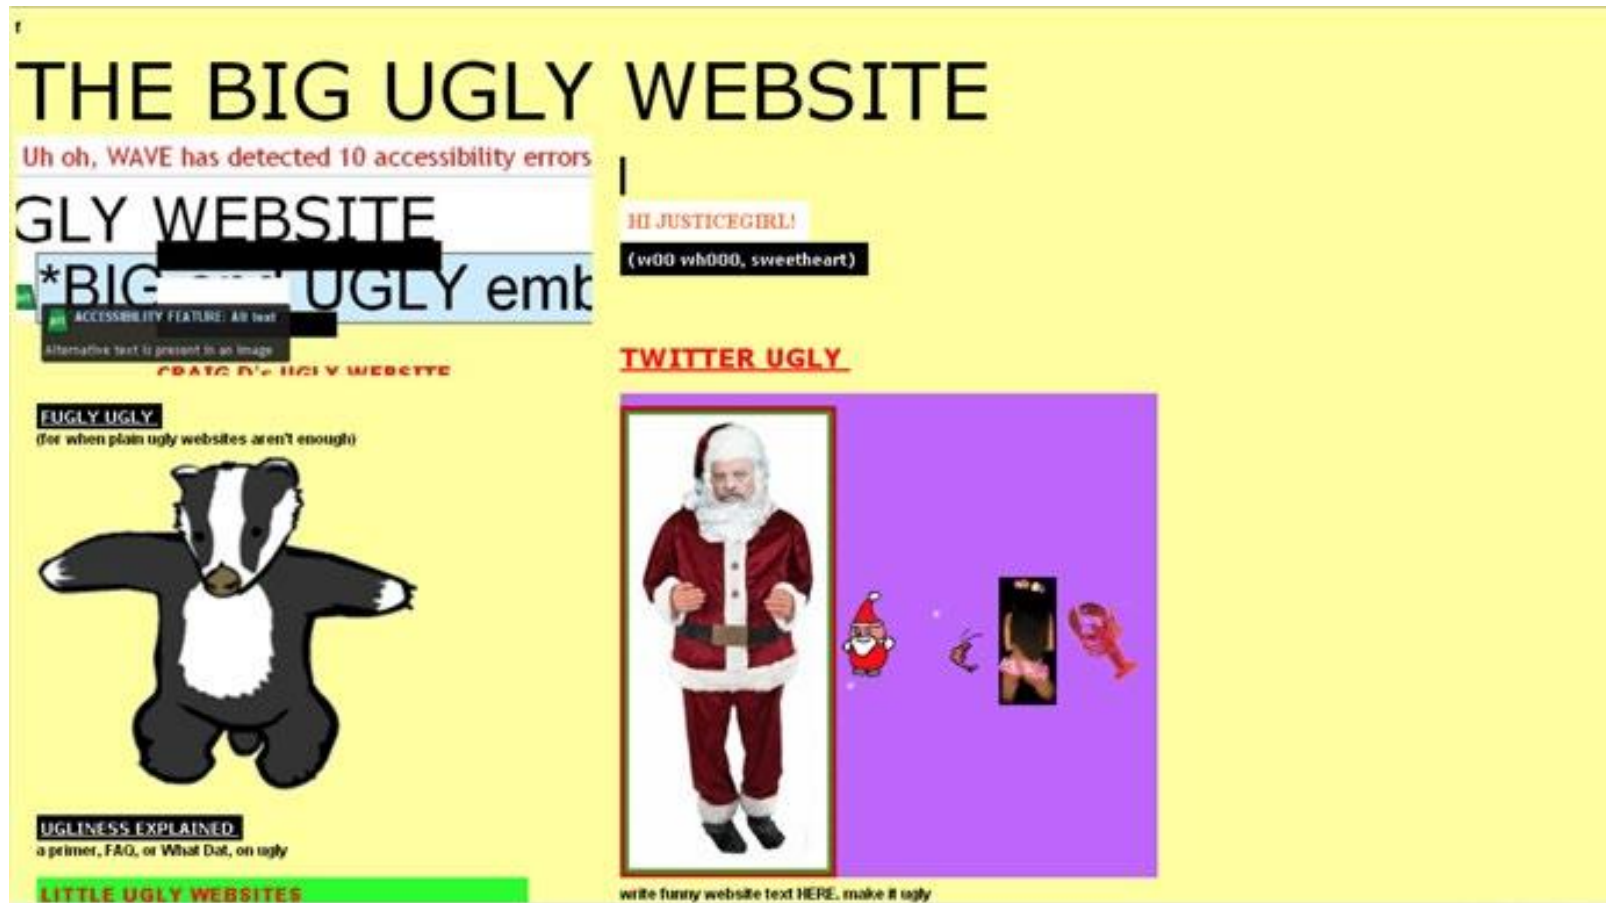 r
THE BIG UGLY WEBSITE
Uh oh, WAVE has detected 10 accessibility errors
GLY WEBSITE
*BIG UGLY emb
ACCESSIBILITY FEATURE: Alt text
Alternative text is present in an image
CRAIG D's UGLY WEBSITE
FUGLY UGLY
(for when plain ugly websites aren't enough)
UGLINESS EXPLAINED
a primer, FAQ, or What Dat, on ugly
LITTLE UGLY WEBSITES
HI JUSTICEGIRL!
(w00 wh000, sweetheart)
TWITTER UGLY
write funny website text HERE. make it ugly